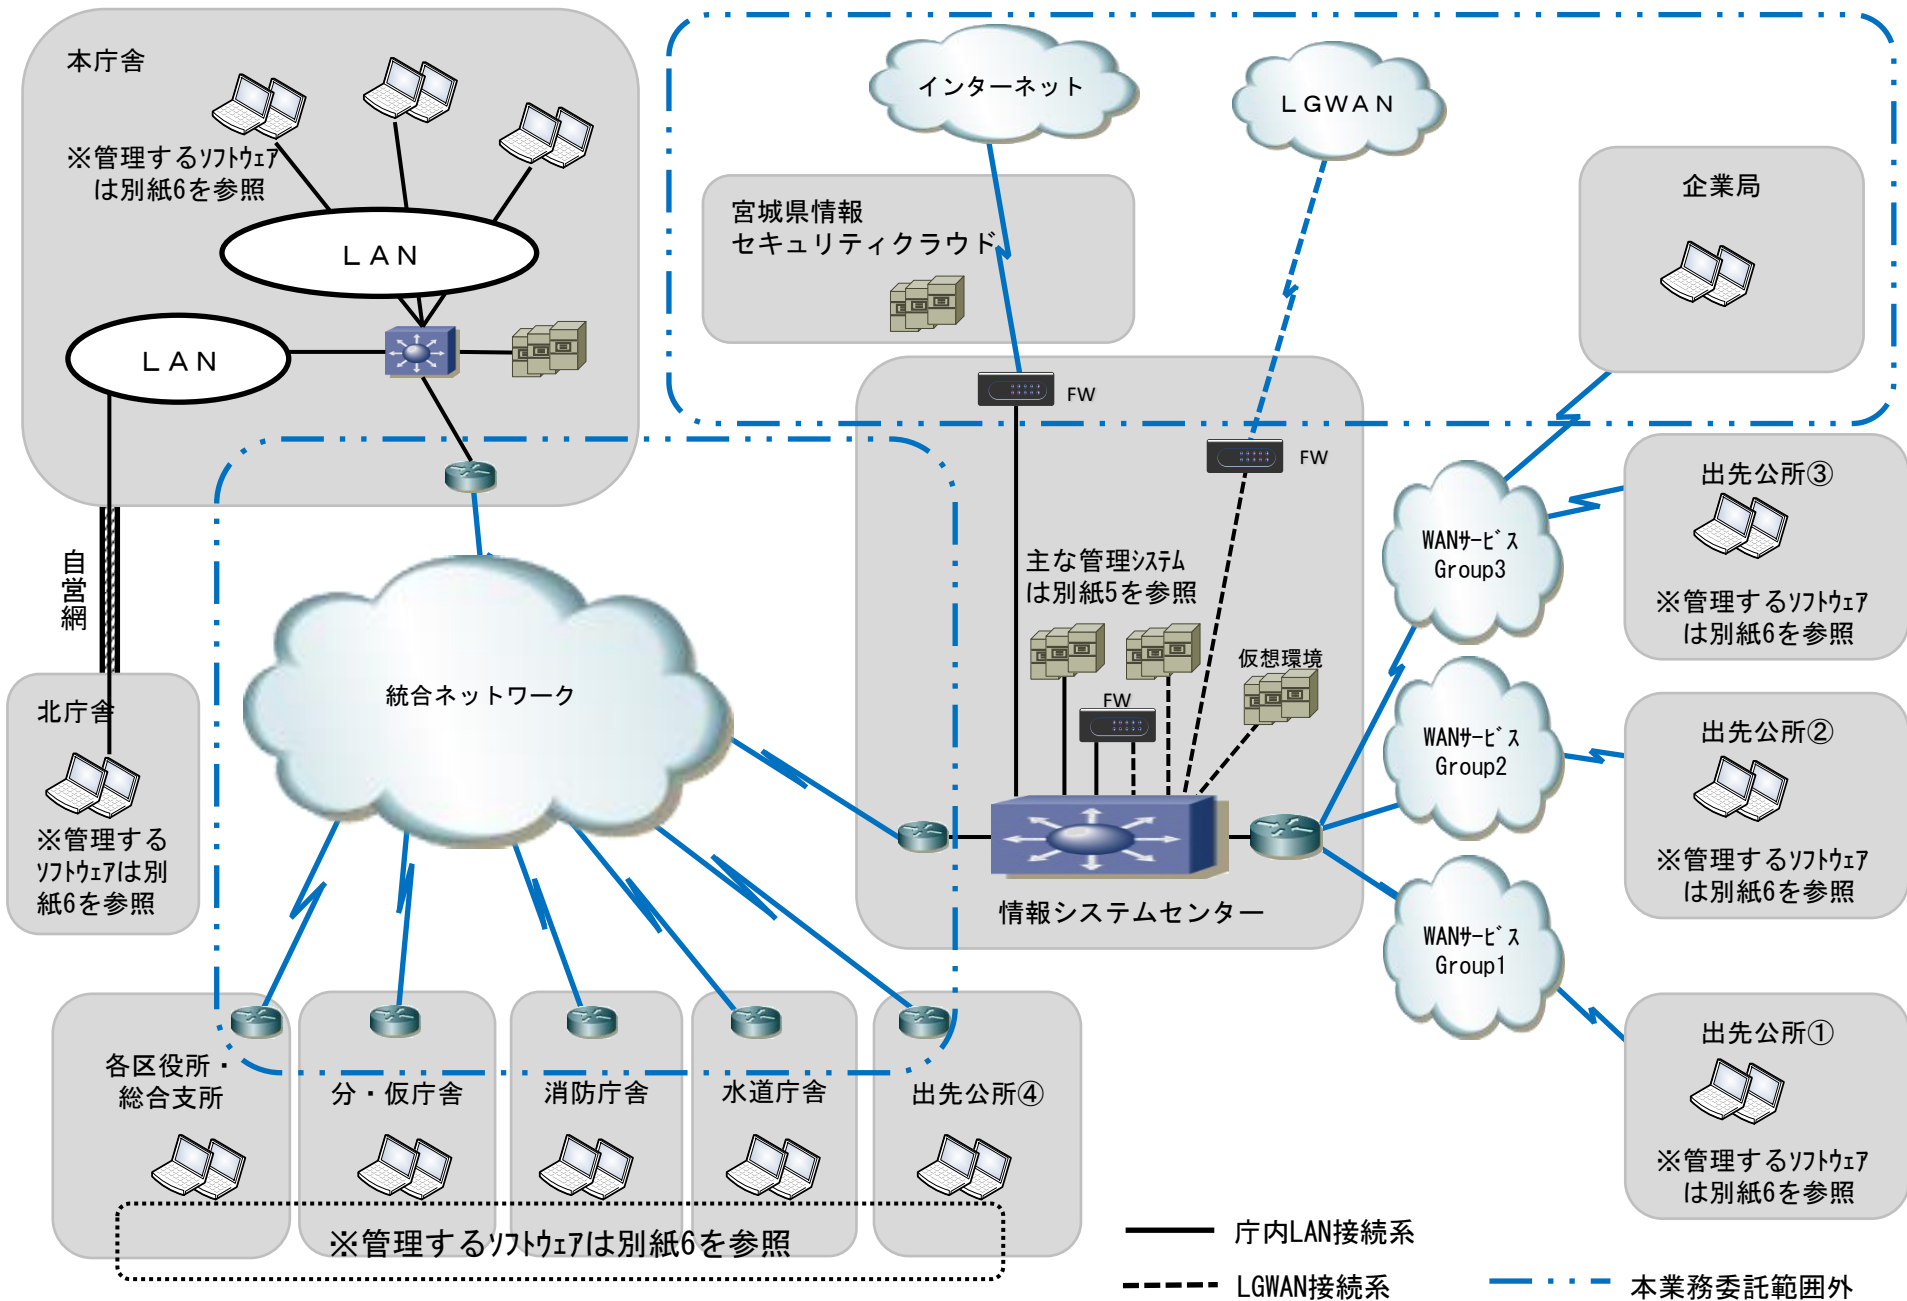 本庁舎
※管理するソフトウェア
は別紙6を参照
LAN
LAN
自営網
北庁舎
※管理する
ソフトウェアは別
紙6を参照
インターネット
LGWAN
宮城県情報
セキュリティクラウド
企業局
FW
FW
主な管理システム
は別紙5を参照
仮想環境
FW
情報システムセンター
統合ネットワーク
WANサービス
Group3
WANサービス
Group2
WANサービス
Group1
出先公所③
※管理するソフトウェア
は別紙6を参照
出先公所②
※管理するソフトウェア
は別紙6を参照
出先公所①
※管理するソフトウェア
は別紙6を参照
各区役所・
総合支所
分・仮庁舎
消防庁舎
水道庁舎
出先公所④
※管理するソフトウェアは別紙6を参照
庁内LAN接続系
LGWAN接続系
本業務委託範囲外